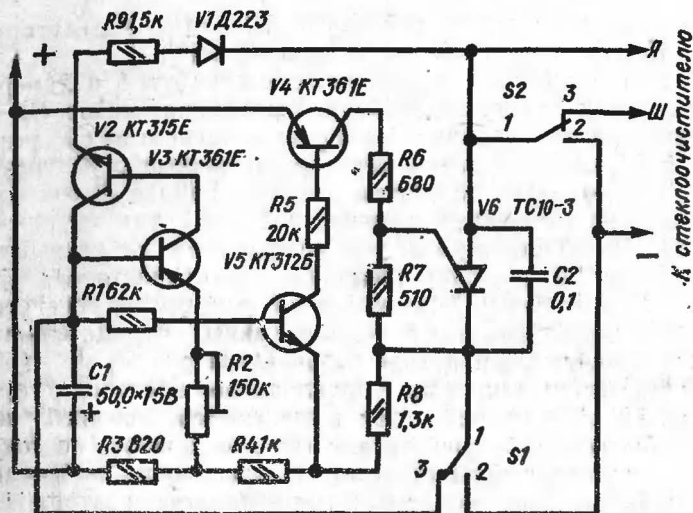 R9 1,5к
V1 Д223
+
Я
V4 КТ361Е
S2
3
Ш
1
2
V2 КТ315Е
V3 КТ361Е
R6
680
R5
20к
V6 ТС10-3
−
К стеклоочистителю
V5 КТ312Б
R1 62к
R7
510
C2
0,1
C1
50,0×15В
+
R2
150к
R8
1,3к
R3 820
R4 1к
1
S1
3
2